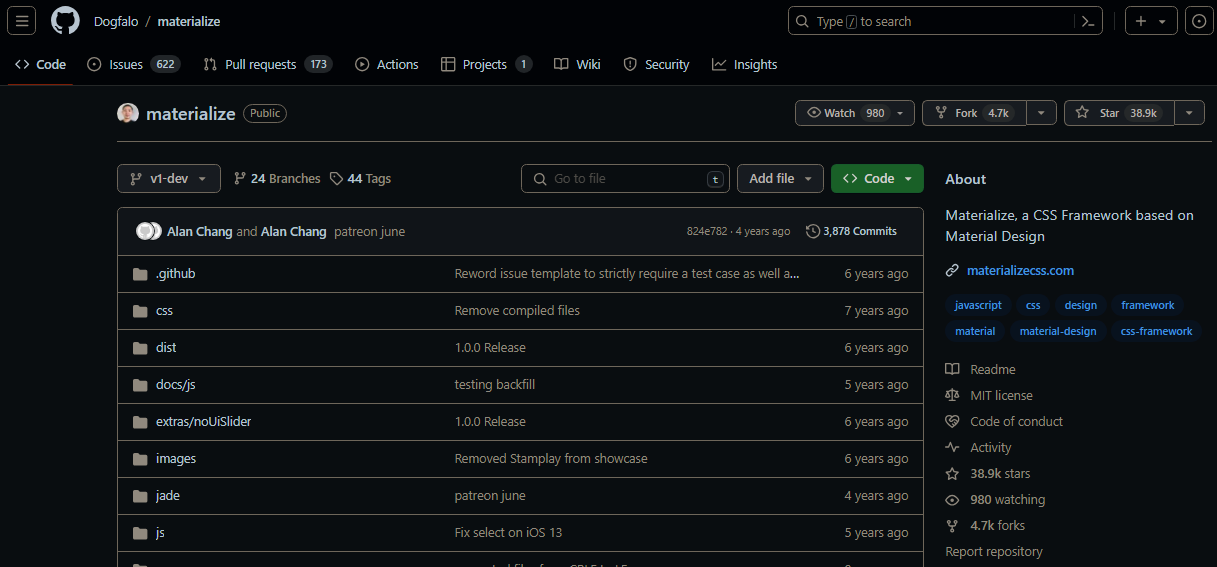 Dogfalo / materialize
Type / to search
Code Issues 622 Pull requests 173 Actions Projects 1 Wiki Security Insights
materialize Public
Watch 980 Fork 4.7k Star 38.9k
v1-dev 24 Branches 44 Tags Go to file t Add file Code
Alan Chang and Alan Chang patreon june 824e782 · 4 years ago 3,878 Commits
.github Reword issue template to strictly require a test case as well a... 6 years ago
css Remove compiled files 7 years ago
dist 1.0.0 Release 6 years ago
docs/js testing backfill 5 years ago
extras/noUiSlider 1.0.0 Release 6 years ago
images Removed Stamplay from showcase 6 years ago
jade patreon june 4 years ago
js Fix select on iOS 13 5 years ago
About
Materialize, a CSS Framework based on
Material Design
materializecss.com
javascript css design framework
material material-design css-framework
Readme
MIT license
Code of conduct
Activity
38.9k stars
980 watching
4.7k forks
Report repository